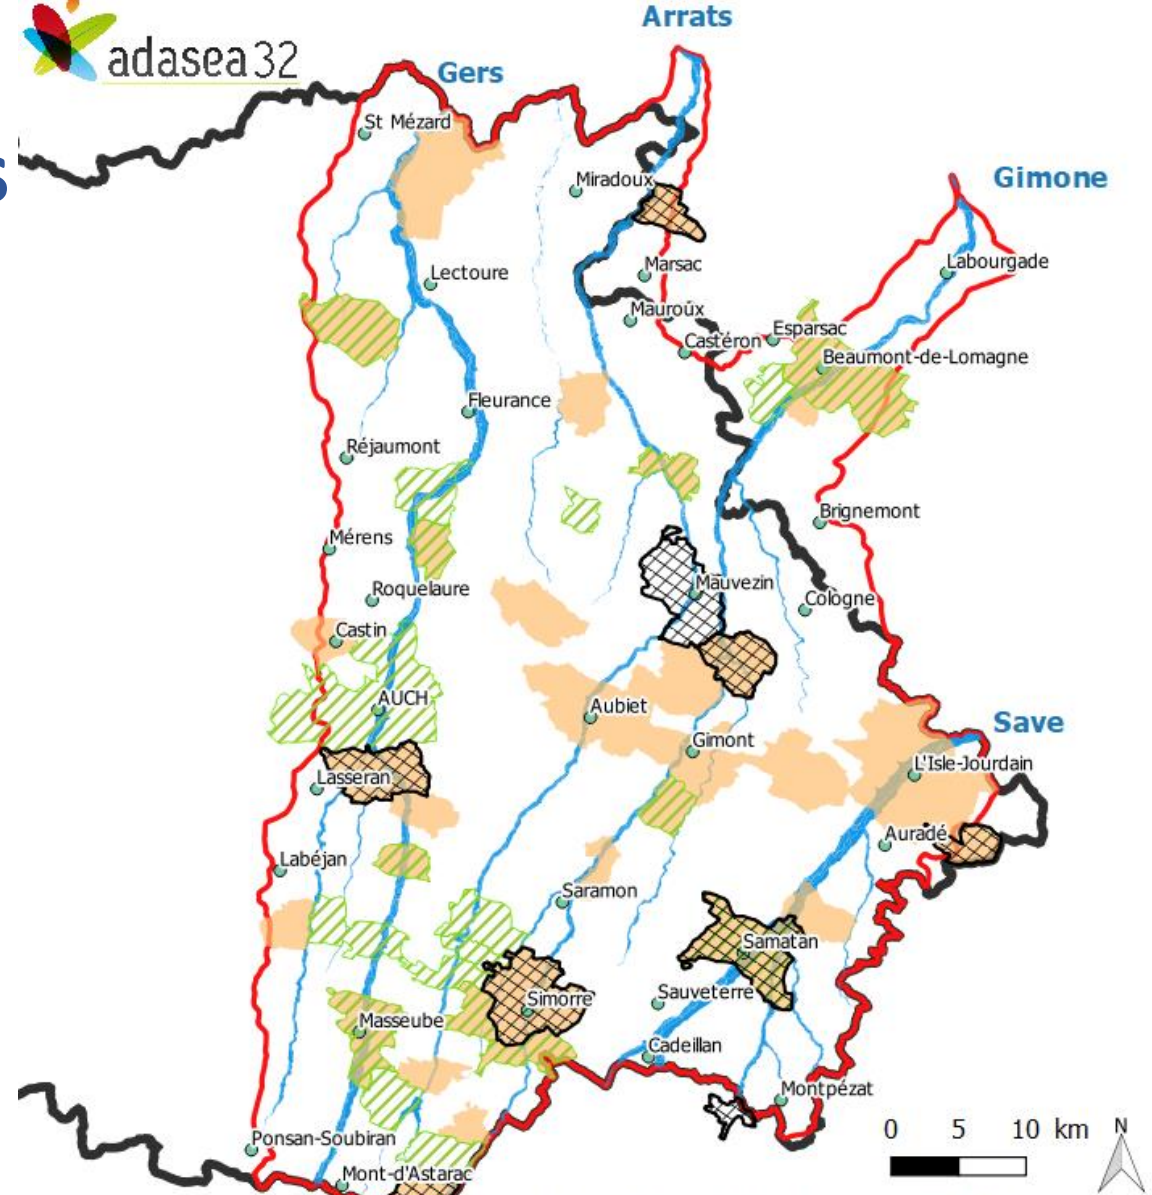 Arrats
adasea32
Gers
St Mézard
Miradoux
Gimone
Marsac
Labourgade
Lectoure
Mauroux
Esparsac
Castéron
Beaumont-de-Lomagne
Fleurance
Réjaumont
Brignemont
Mérens
Mauvezin
Roquelaure
Cologne
Castin
AUCH
Aubiet
Save
Gimont
L'Isle-Jourdain
Lasseran
Auradé
Labéjan
Saramon
Samatan
Simorre
Sauveterre
Masseube
Cadeillan
Montpézat
0 5 10 km
N
Ponsan-Soubiran
Mont-d'Astarac